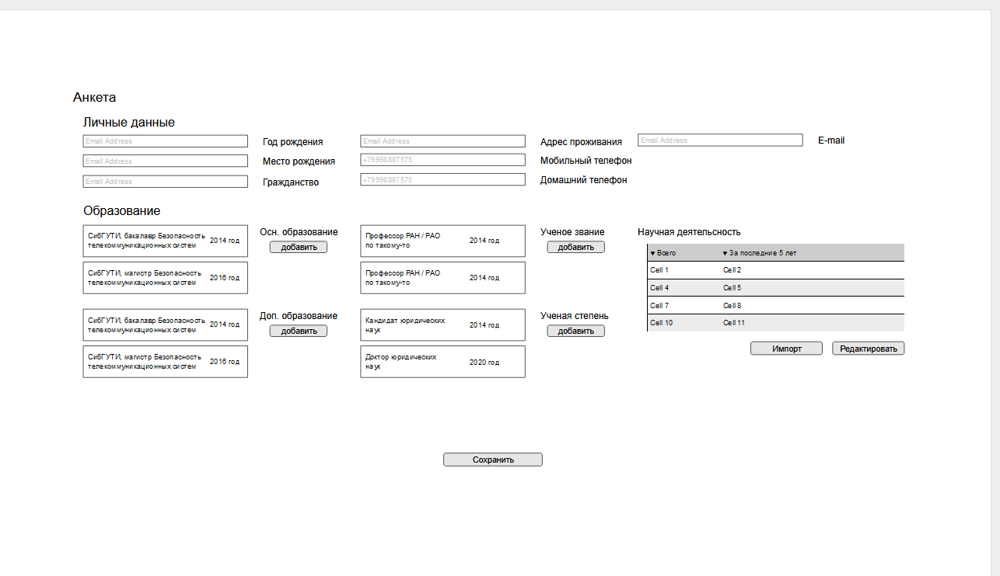 Анкета
Личные данные
Email Address
Год рождения
Email Address
Адрес проживания
Email Address
E-mail
Email Address
Место рождения
+79998887575
Мобильный телефон
Email Address
Гражданство
+79998887575
Домашний телефон
Образование
СибГУТИ, бакалавр Безопасность
телекоммуникационных систем
2014 год
Осн. образование
добавить
СибГУТИ, магистр Безопасность
телекоммуникационных систем
2016 год
Профессор РАН / РАО
по такому-то
2014 год
Ученое звание
добавить
Профессор РАН / РАО
по такому-то
2014 год
СибГУТИ, бакалавр Безопасность
телекоммуникационных систем
2014 год
Доп. образование
добавить
СибГУТИ, магистр Безопасность
телекоммуникационных систем
2016 год
Кандидат юридических
наук
2014 год
Ученая степень
добавить
Доктор юридических
наук
2020 год
Научная деятельность
▾ Всего ▾ За последние 5 лет
Cell 1 Cell 2
Cell 4 Cell 5
Cell 7 Cell 8
Cell 10 Cell 11
Импорт
Редактировать
Сохранить